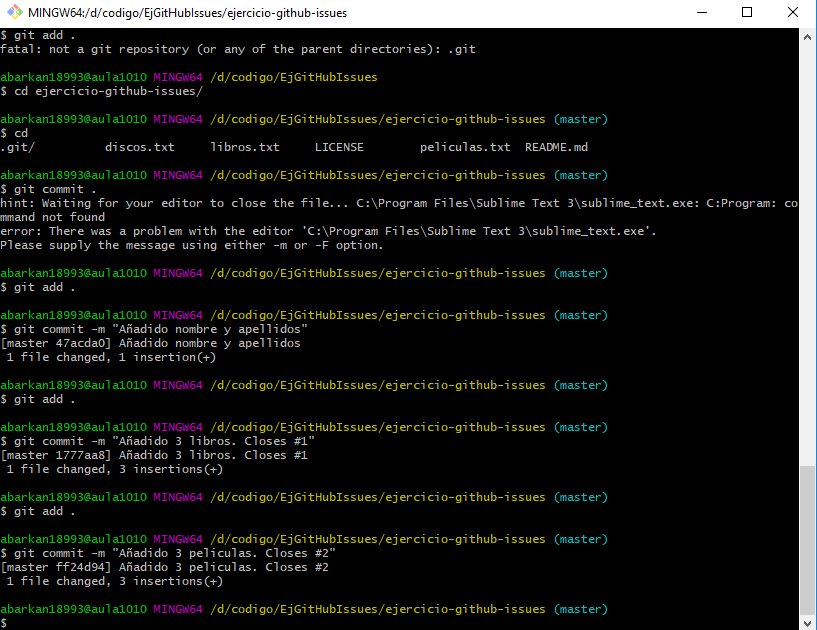 MINGW64:/d/codigo/EjGitHubIssues/ejercicio-github-issues
$ git add .
fatal: not a git repository (or any of the parent directories): .git
abarkan18993@aula1010 MINGW64 /d/codigo/EjGitHubIssues
$ cd ejercicio-github-issues/
abarkan18993@aula1010 MINGW64 /d/codigo/EjGitHubIssues/ejercicio-github-issues (master)
$ cd
.git/ discos.txt libros.txt LICENSE peliculas.txt README.md
abarkan18993@aula1010 MINGW64 /d/codigo/EjGitHubIssues/ejercicio-github-issues (master)
$ git commit .
hint: Waiting for your editor to close the file... C:\Program Files\Sublime Text 3\sublime_text.exe: C:Program: co
mmand not found
error: There was a problem with the editor 'C:\Program Files\Sublime Text 3\sublime_text.exe'.
Please supply the message using either -m or -F option.
abarkan18993@aula1010 MINGW64 /d/codigo/EjGitHubIssues/ejercicio-github-issues (master)
$ git add .
abarkan18993@aula1010 MINGW64 /d/codigo/EjGitHubIssues/ejercicio-github-issues (master)
$ git commit -m "Añadido nombre y apellidos"
[master 47acda0] Añadido nombre y apellidos
1 file changed, 1 insertion(+)
abarkan18993@aula1010 MINGW64 /d/codigo/EjGitHubIssues/ejercicio-github-issues (master)
$ git add .
abarkan18993@aula1010 MINGW64 /d/codigo/EjGitHubIssues/ejercicio-github-issues (master)
$ git commit -m "Añadido 3 libros. Closes #1"
[master 1777aa8] Añadido 3 libros. Closes #1
1 file changed, 3 insertions(+)
abarkan18993@aula1010 MINGW64 /d/codigo/EjGitHubIssues/ejercicio-github-issues (master)
$ git add .
abarkan18993@aula1010 MINGW64 /d/codigo/EjGitHubIssues/ejercicio-github-issues (master)
$ git commit -m "Añadido 3 peliculas. Closes #2"
[master ff24d94] Añadido 3 peliculas. Closes #2
1 file changed, 3 insertions(+)
abarkan18993@aula1010 MINGW64 /d/codigo/EjGitHubIssues/ejercicio-github-issues (master)
$